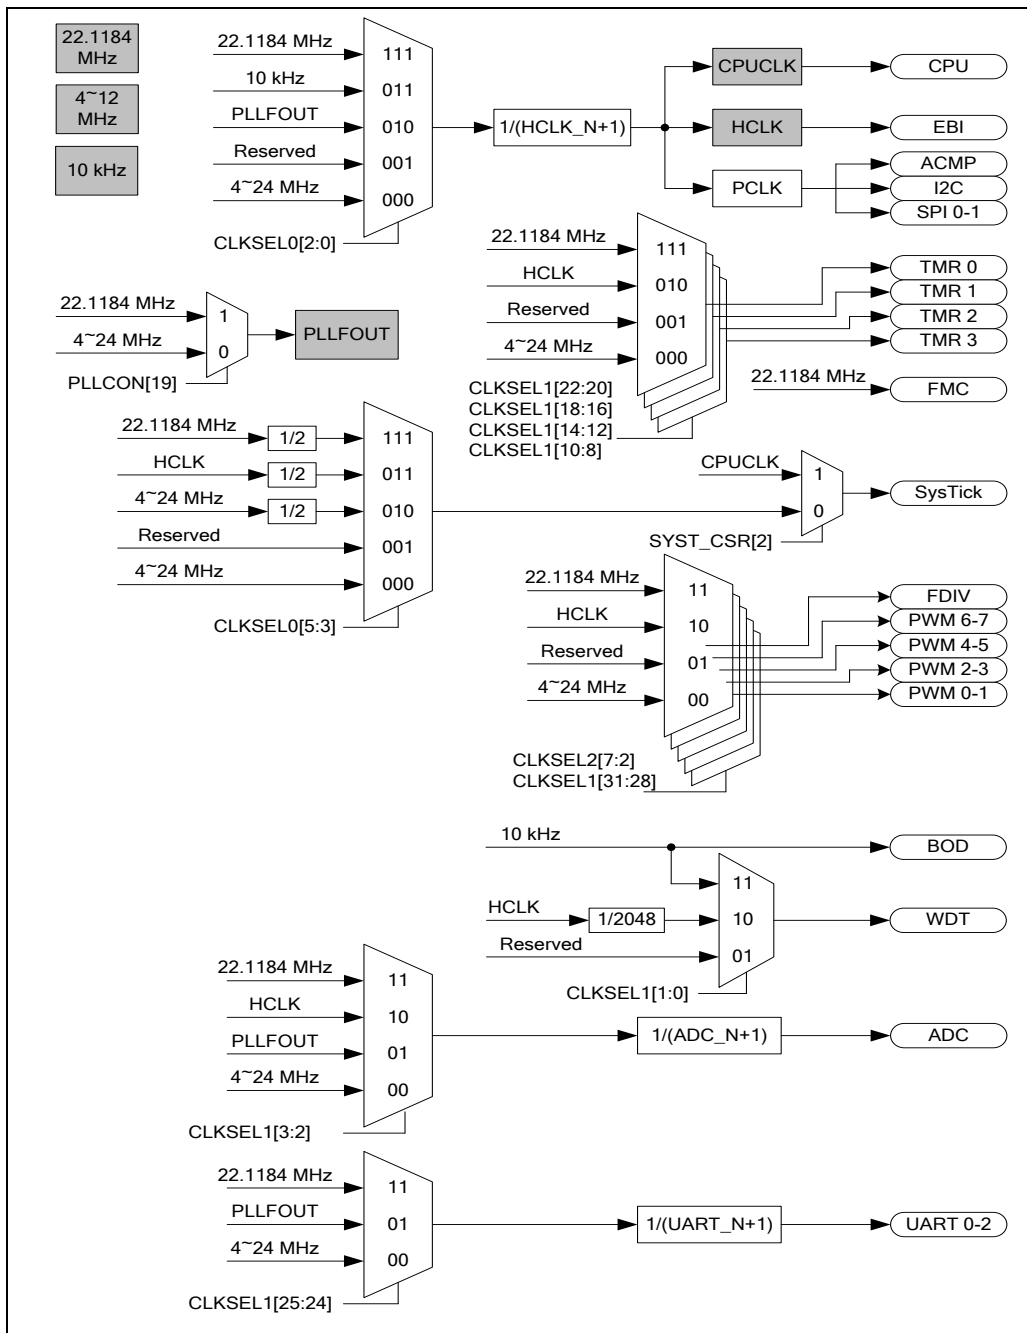 22.1184
MHz
4~12
MHz
10 kHz
22.1184 MHz
10 kHz
PLLFOUT
Reserved
4~24 MHz
111
011
010
001
000
CLKSEL0[2:0]
1/(HCLK_N+1)
CPUCLK
HCLK
PCLK
CPU
EBI
ACMP
I2C
SPI 0-1
22.1184 MHz
HCLK
Reserved
4~24 MHz
111
010
001
000
CLKSEL1[22:20]
CLKSEL1[18:16]
CLKSEL1[14:12]
CLKSEL1[10:8]
TMR 0
TMR 1
TMR 2
TMR 3
22.1184 MHz
FMC
22.1184 MHz
4~24 MHz
1
0
PLLCON[19]
PLLFOUT
22.1184 MHz
HCLK
4~24 MHz
Reserved
4~24 MHz
1/2
1/2
1/2
111
011
010
001
000
CLKSEL0[5:3]
CPUCLK
1
0
SYST_CSR[2]
SysTick
22.1184 MHz
HCLK
Reserved
4~24 MHz
11
10
01
00
CLKSEL2[7:2]
CLKSEL1[31:28]
FDIV
PWM 6-7
PWM 4-5
PWM 2-3
PWM 0-1
10 kHz
BOD
HCLK
1/2048
Reserved
11
10
01
CLKSEL1[1:0]
WDT
22.1184 MHz
HCLK
PLLFOUT
4~24 MHz
11
10
01
00
CLKSEL1[3:2]
1/(ADC_N+1)
ADC
22.1184 MHz
PLLFOUT
4~24 MHz
11
01
00
CLKSEL1[25:24]
1/(UART_N+1)
UART 0-2